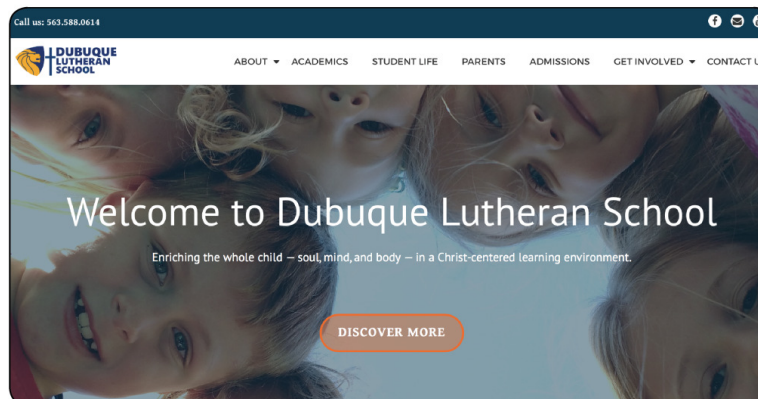 Call us: 563.588.0614
DUBUQUE
LUTHERAN
SCHOOL
ABOUT ACADEMICS STUDENT LIFE PARENTS ADMISSIONS GET INVOLVED CONTACT
Welcome to Dubuque Lutheran School
Enriching the whole child — soul, mind, and body — in a Christ-centered learning environment.
DISCOVER MORE